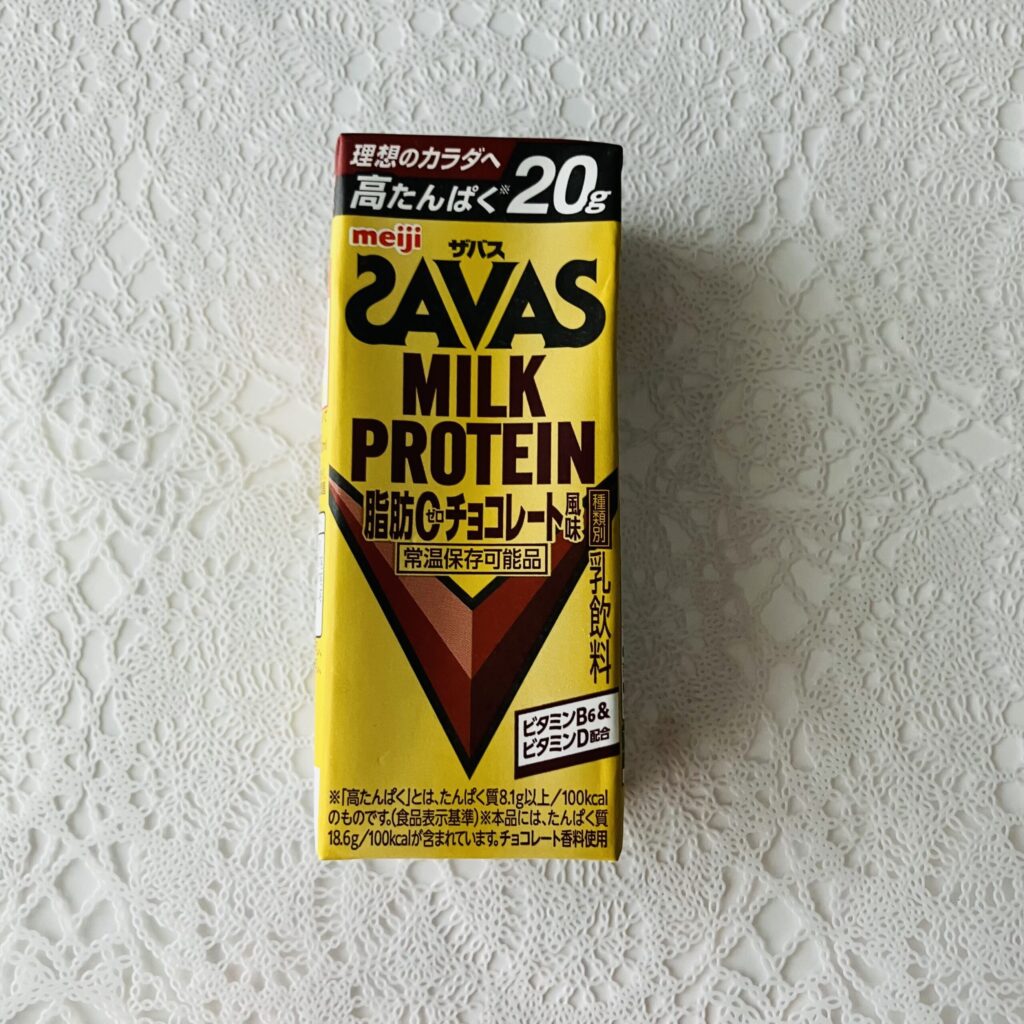 理想のカラダへ
高たんぱく※ 20g
meiji
ザバス
SAVAS
MILK
PROTEIN
脂肪0ゼロチョコレート風味
常温保存可能品
種類別
乳飲料
ビタミンB6&
ビタミンD配合
※「高たんぱく」とは、たんぱく質8.1g以上/100kcal
のものです。(食品表示基準)※本品には、たんぱく質
18.6g/100kcalが含まれています。チョコレート香料使用